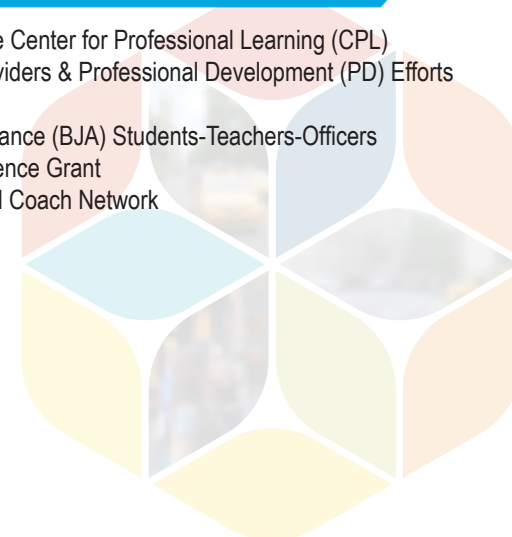 e Center for Professional Learning (CPL)
viders & Professional Development (PD) Efforts
ance (BJA) Students-Teachers-Officers
ence Grant
l Coach Network